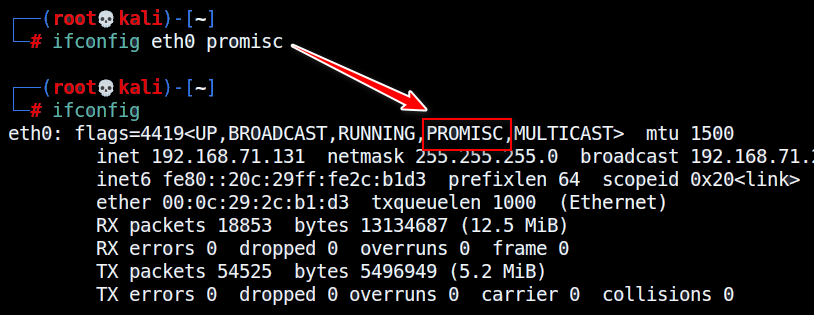 ┌──(root💀kali)-[~]
└─# ifconfig eth0 promisc
┌──(root💀kali)-[~]
└─# ifconfig
eth0: flags=4419<UP,BROADCAST,RUNNING,PROMISC,MULTICAST>  mtu 1500
        inet 192.168.71.131  netmask 255.255.255.0  broadcast 192.168.71.2
        inet6 fe80::20c:29ff:fe2c:b1d3  prefixlen 64  scopeid 0x20<link>
        ether 00:0c:29:2c:b1:d3  txqueuelen 1000  (Ethernet)
        RX packets 18853  bytes 13134687 (12.5 MiB)
        RX errors 0  dropped 0  overruns 0  frame 0
        TX packets 54525  bytes 5496949 (5.2 MiB)
        TX errors 0  dropped 0 overruns 0  carrier 0  collisions 0